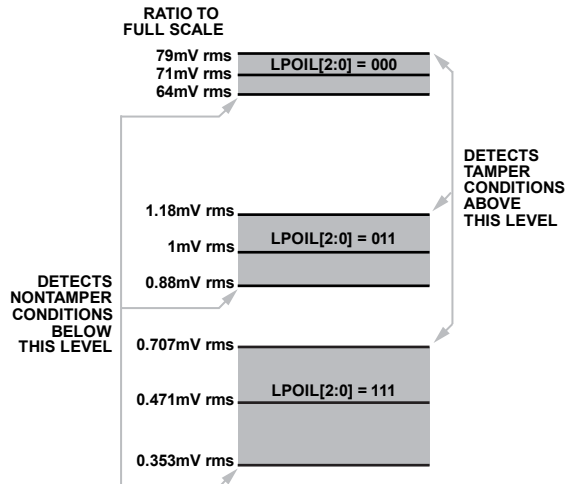 RATIO TO
FULL SCALE
79mV rms
LPOIL[2:0] = 000
71mV rms
64mV rms
DETECTS
TAMPER
CONDITIONS
ABOVE
THIS LEVEL
1.18mV rms
LPOIL[2:0] = 011
1mV rms
0.88mV rms
DETECTS
NONTAMPER
CONDITIONS
BELOW
THIS LEVEL
0.707mV rms
LPOIL[2:0] = 111
0.471mV rms
0.353mV rms